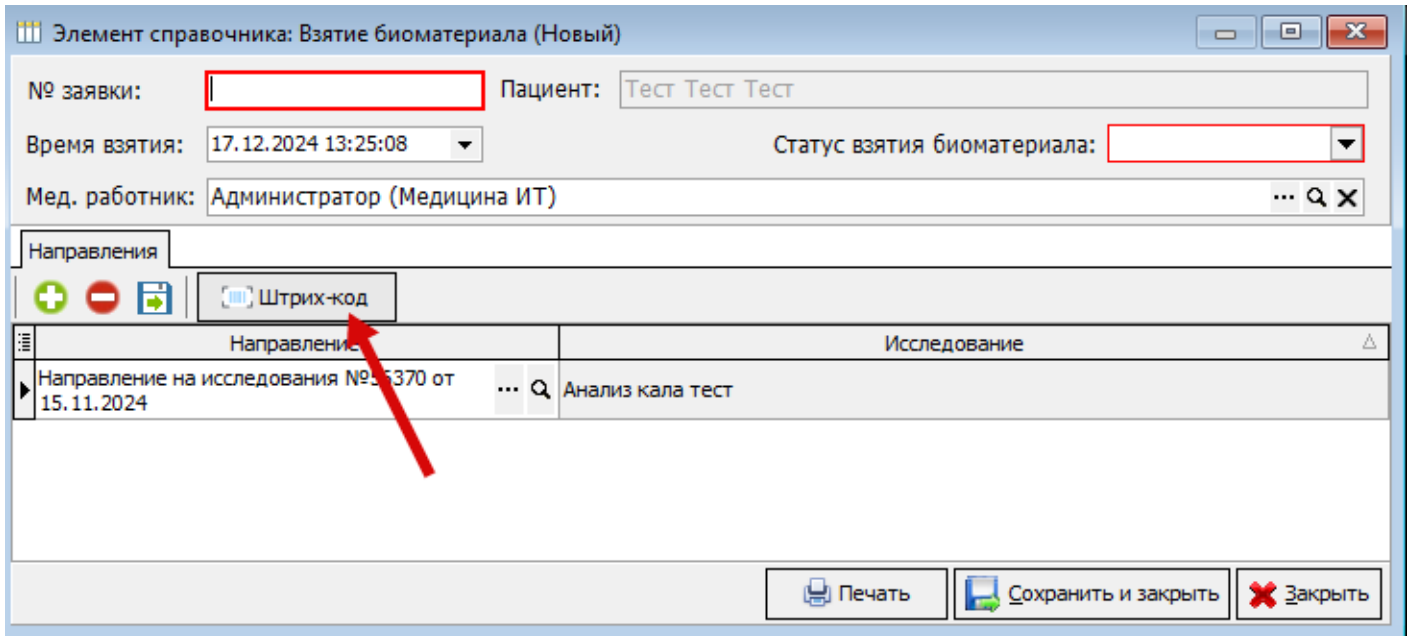 Элемент справочника: Взятие биоматериала (Новый)
№ заявки:
Пациент: Тест Тест Тест
Время взятия: 17.12.2024 13:25:08
Статус взятия биоматериала:
Мед. работник: Администратор (Медицина ИТ)
Направления
Штрих-код
Направление Исследование
Направление на исследования от
15.11.2024
Анализ кала тест
Печать Сохранить и закрыть Закрыть